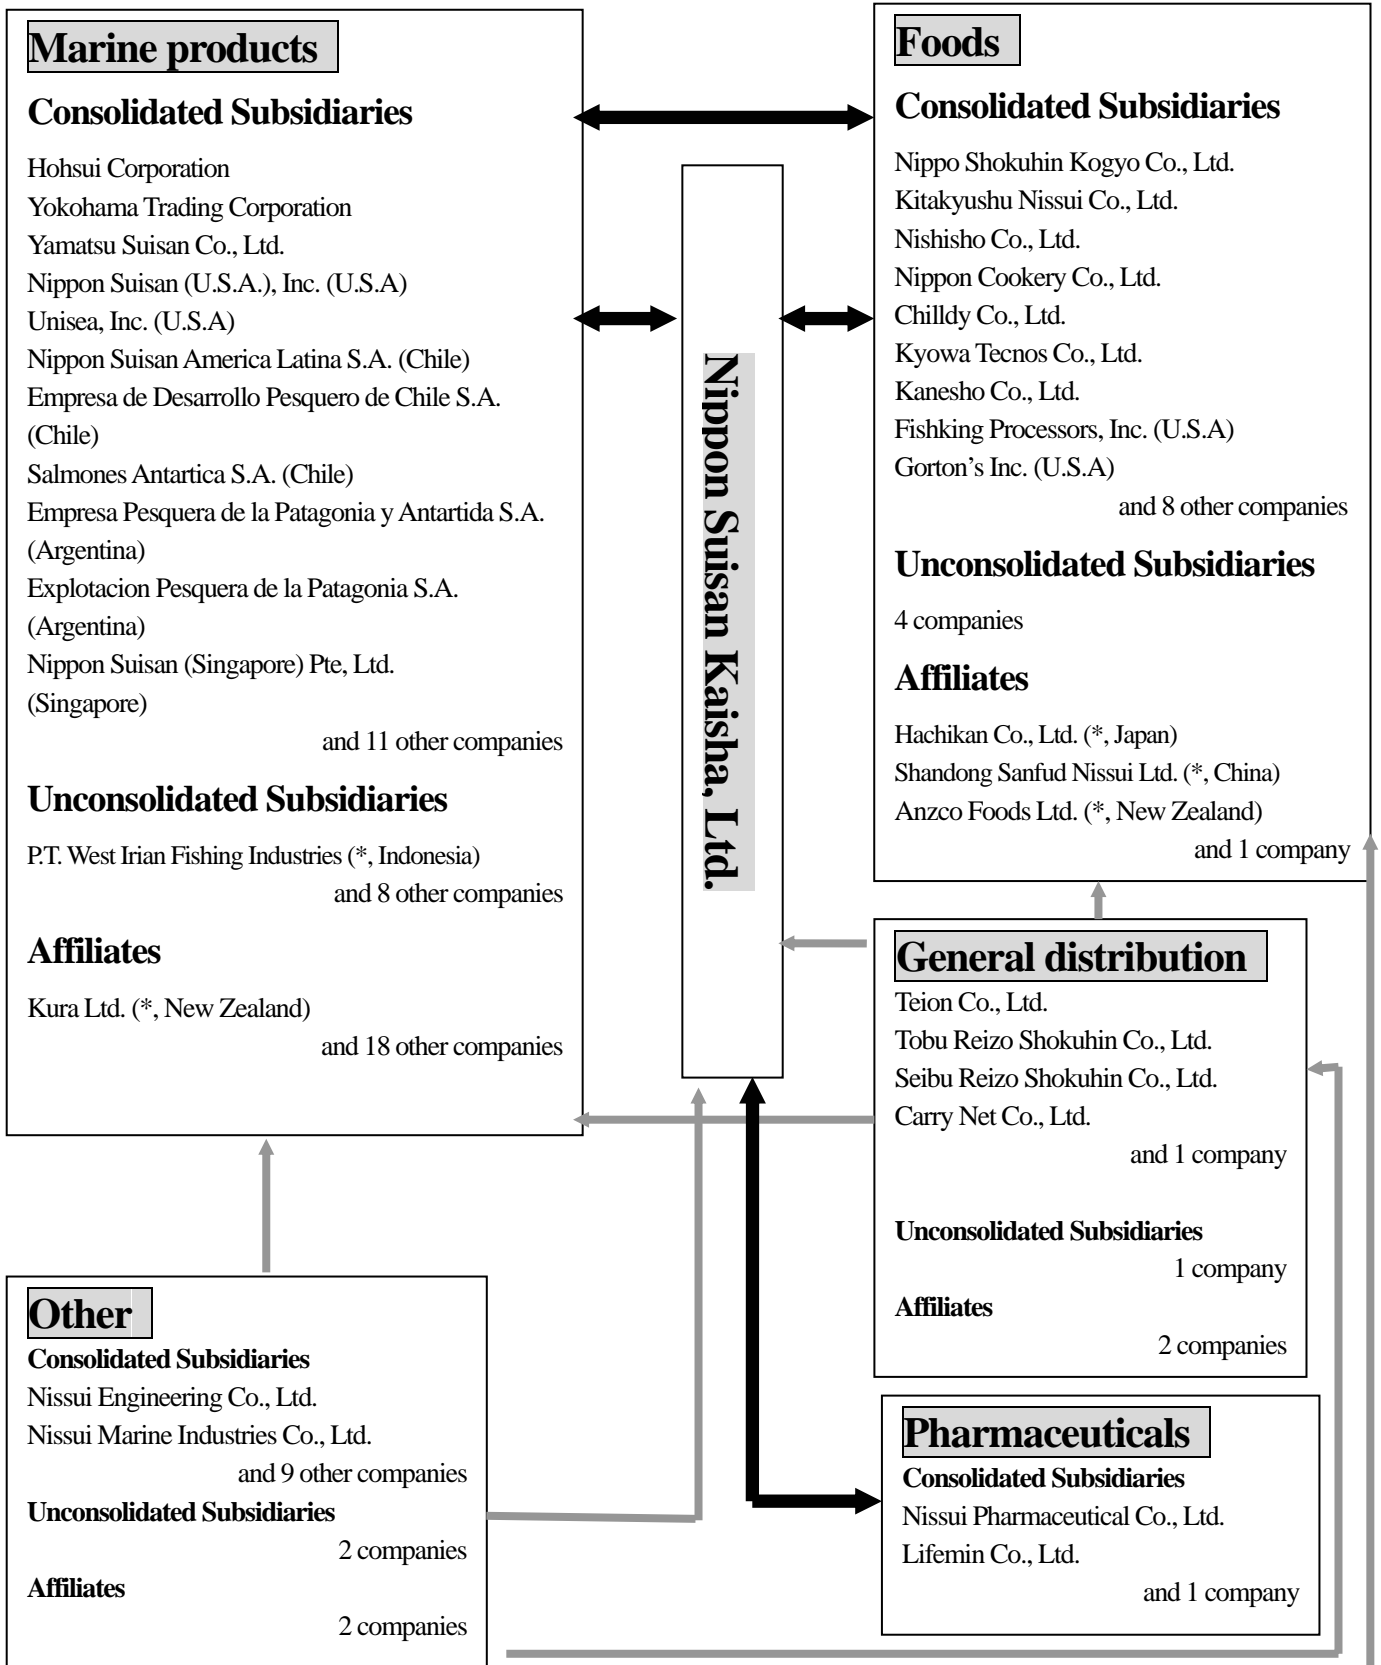 Marine products
Consolidated Subsidiaries
Hohsui Corporation
Yokohama Trading Corporation
Yamatsu Suisan Co., Ltd.
Nippon Suisan (U.S.A.), Inc. (U.S.A)
Unisea, Inc. (U.S.A)
Nippon Suisan America Latina S.A. (Chile)
Empresa de Desarrollo Pesquero de Chile S.A.
(Chile)
Salmones Antartica S.A. (Chile)
Empresa Pesquera de la Patagonia y Antartida S.A.
(Argentina)
Explotacion Pesquera de la Patagonia S.A.
(Argentina)
Nippon Suisan (Singapore) Pte, Ltd.
(Singapore)
and 11 other companies
Unconsolidated Subsidiaries
P.T. West Irian Fishing Industries (*, Indonesia)
and 8 other companies
Affiliates
Kura Ltd. (*, New Zealand)
and 18 other companies
Nippon Suisan Kaisha, Ltd.
Foods
Consolidated Subsidiaries
Nippo Shokuhin Kogyo Co., Ltd.
Kitakyushu Nissui Co., Ltd.
Nishisho Co., Ltd.
Nippon Cookery Co., Ltd.
Chilldy Co., Ltd.
Kyowa Tecnos Co., Ltd.
Kanesho Co., Ltd.
Fishking Processors, Inc. (U.S.A)
Gorton’s Inc. (U.S.A)
and 8 other companies
Unconsolidated Subsidiaries
4 companies
Affiliates
Hachikan Co., Ltd. (*, Japan)
Shandong Sanfud Nissui Ltd. (*, China)
Anzco Foods Ltd. (*, New Zealand)
and 1 company
General distribution
Teion Co., Ltd.
Tobu Reizo Shokuhin Co., Ltd.
Seibu Reizo Shokuhin Co., Ltd.
Carry Net Co., Ltd.
and 1 company
Unconsolidated Subsidiaries
1 company
Affiliates
2 companies
Other
Consolidated Subsidiaries
Nissui Engineering Co., Ltd.
Nissui Marine Industries Co., Ltd.
and 9 other companies
Unconsolidated Subsidiaries
2 companies
Affiliates
2 companies
Pharmaceuticals
Consolidated Subsidiaries
Nissui Pharmaceutical Co., Ltd.
Lifemin Co., Ltd.
and 1 company